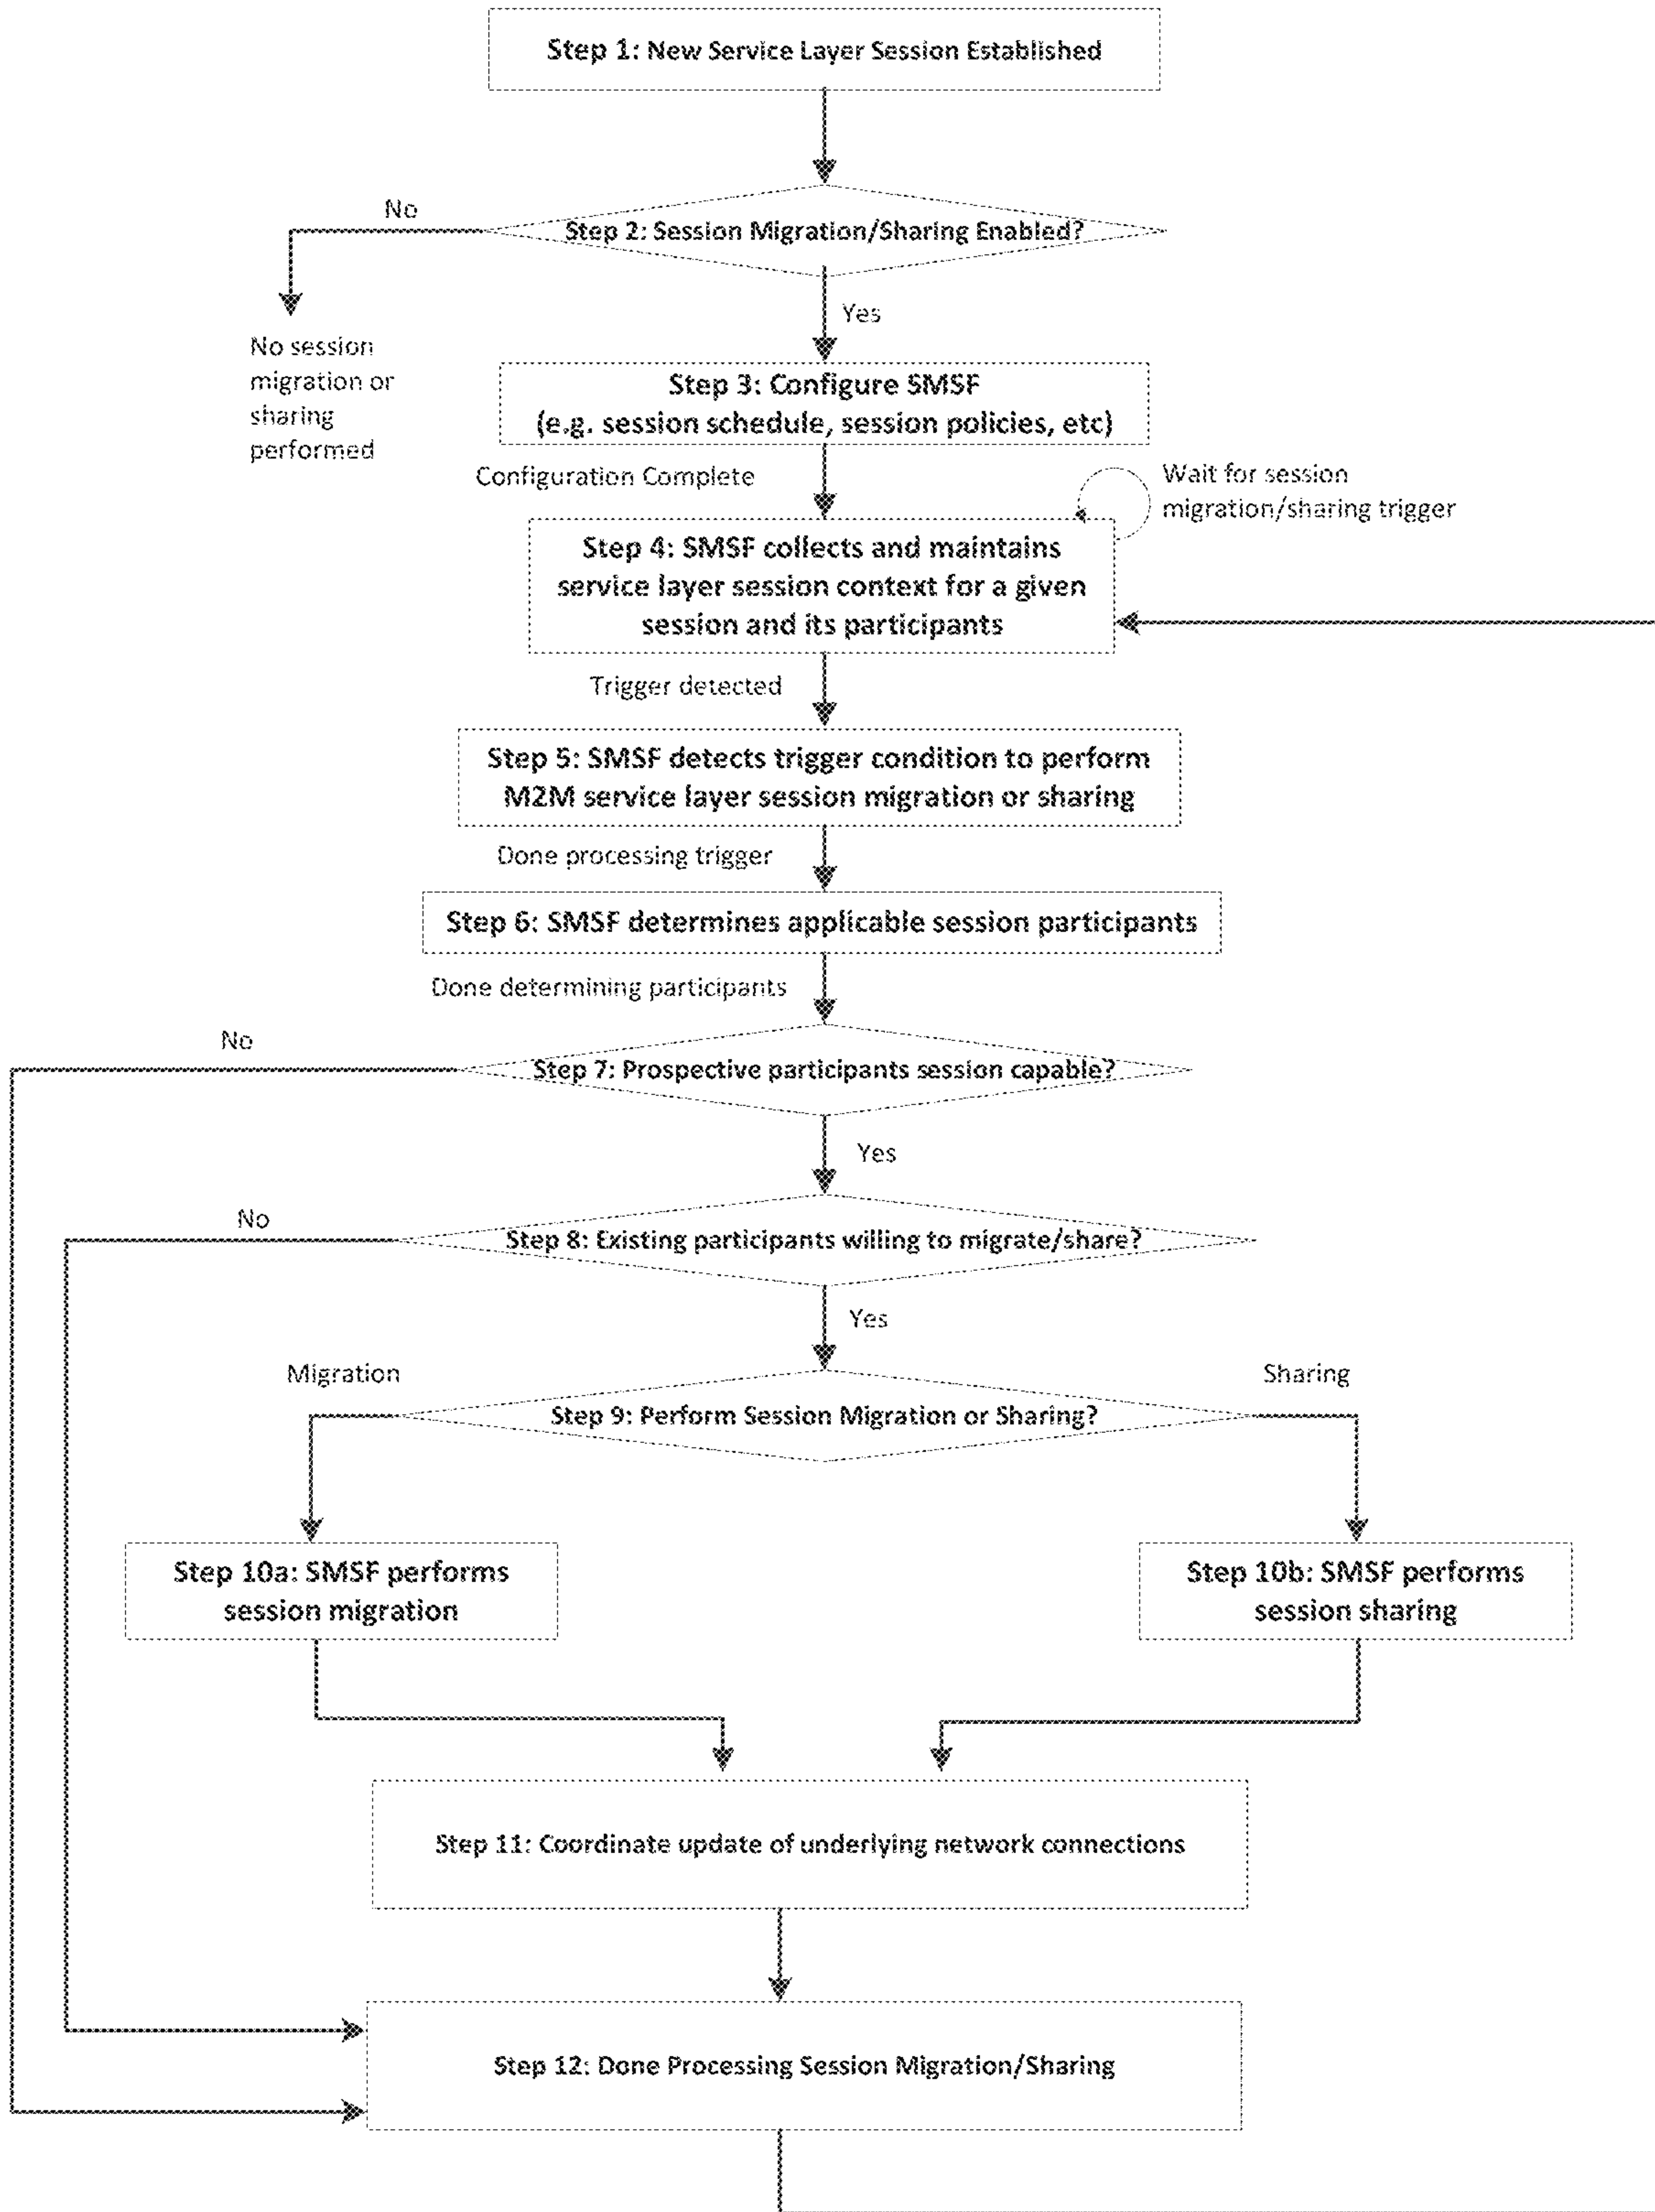 Step 1: New Service Layer Session Established
No
Step 2: Session Migration/Sharing Enabled?
Yes
No session
migration or
sharing
performed
Step 3: Configure SMSF
(e.g. session schedule, session policies, etc)
Configuration Complete
Wait for session
migration/sharing trigger
Step 4: SMSF collects and maintains
service layer session context for a given
session and its participants
Trigger detected
Step 5: SMSF detects trigger condition to perform
M2M service layer session migration or sharing
Done processing trigger
Step 6: SMSF determines applicable session participants
Done determining participants
No
Step 7: Prospective participants session capable?
Yes
No
Step 8: Existing participants willing to migrate/share?
Yes
Migration
Sharing
Step 9: Perform Session Migration or Sharing?
Step 10a: SMSF performs
session migration
Step 10b: SMSF performs
session sharing
Step 11: Coordinate update of underlying network connections
Step 12: Done Processing Session Migration/Sharing